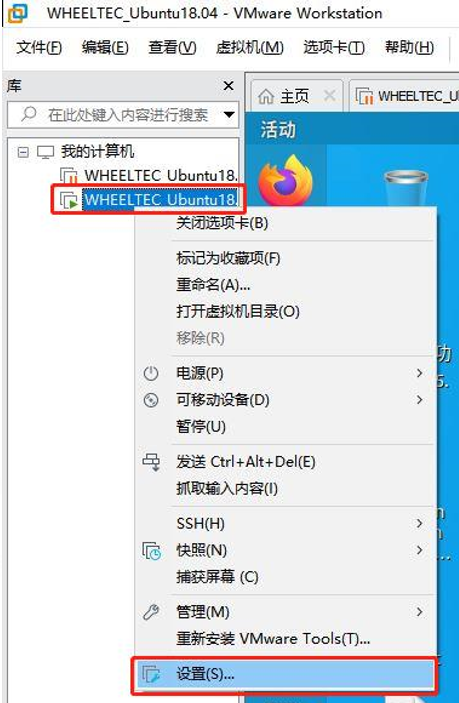 WHEELTEC_Ubuntu18.04 - VMware Workstation
文件(F) 编辑(E) 查看(V) 虚拟机(M) 选项卡(T) 帮助(H)
库
在此处键入内容进行搜索
主页
WHEELTEC_U
活动
我的计算机
WHEELTEC_Ubuntu18.
WHEELTEC_Ubuntu18.
关闭选项卡(B)
标记为收藏项(F)
重命名(A)...
打开虚拟机目录(O)
移除(R)
电源(P)
可移动设备(D)
暂停(U)
发送 Ctrl+Alt+Del(E)
抓取输入内容(I)
SSH(H)
快照(N)
捕获屏幕 (C)
管理(M)
重新安装 VMware Tools(T)...
设置(S)...